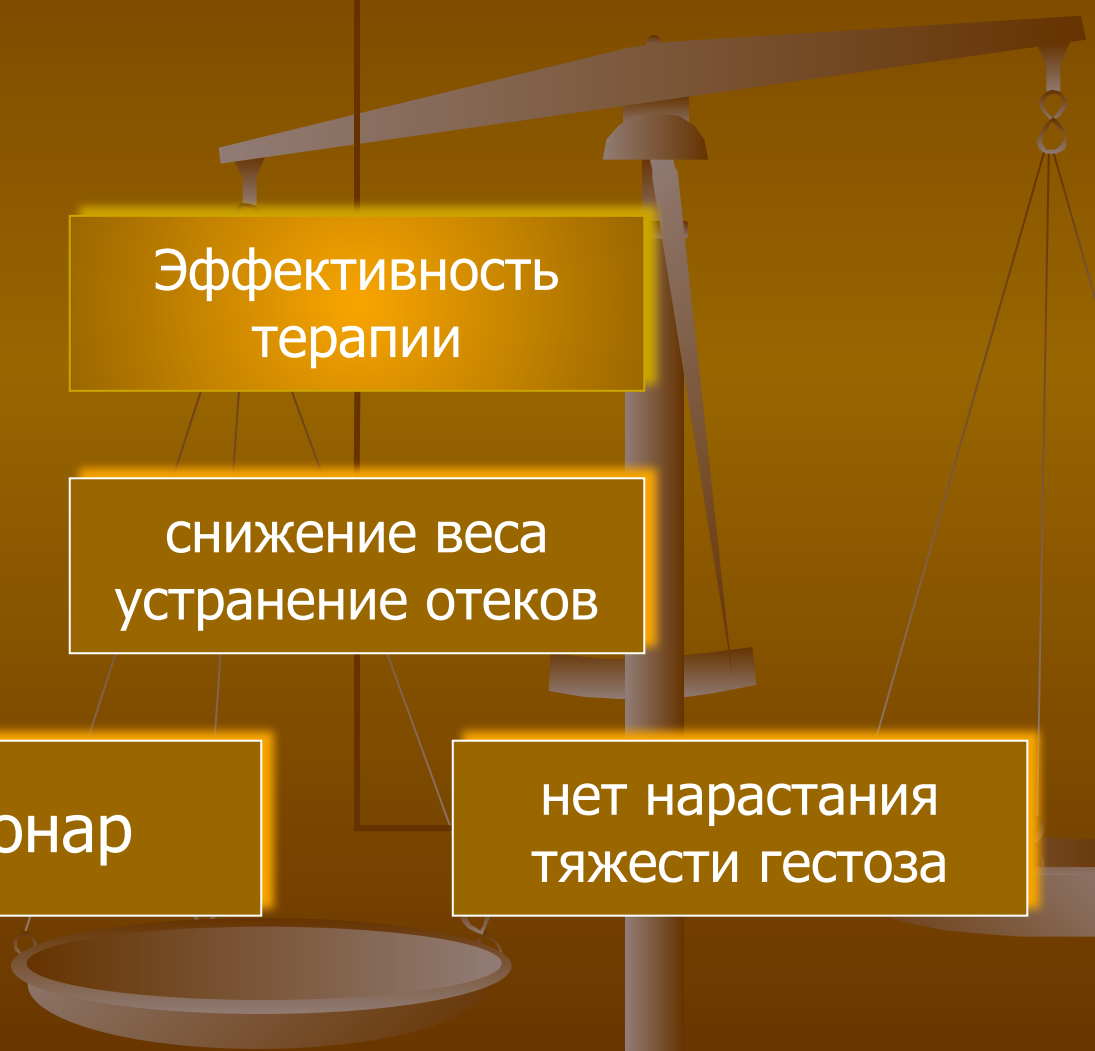 Эффективность
терапии
снижение веса
устранение отеков
онар
нет нарастания
тяжести гестоза